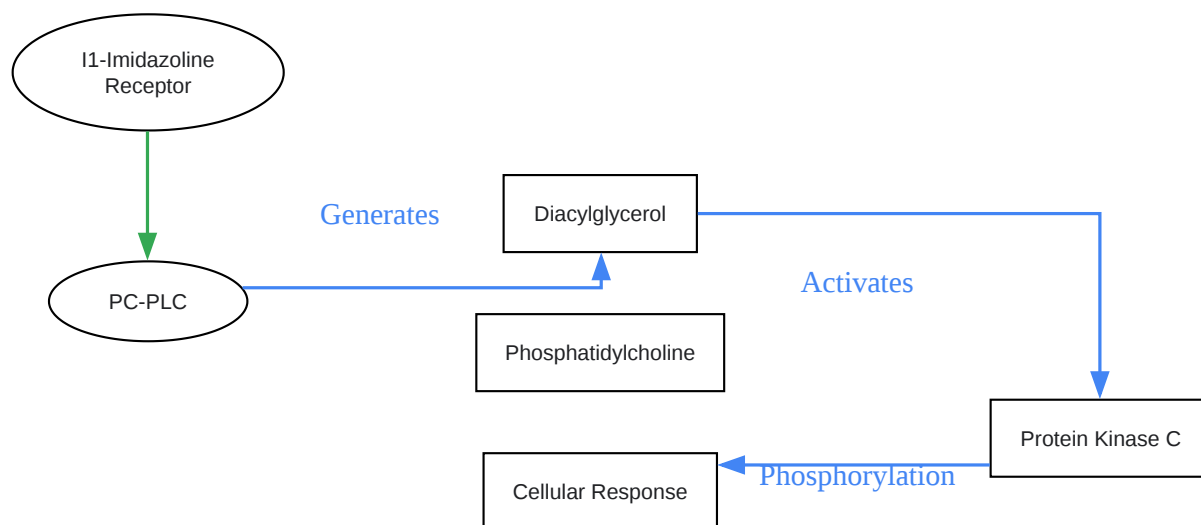 I1-Imidazoline
Receptor
Generates
Diacylglycerol
Activates
PC-PLC
Phosphatidylcholine
Protein Kinase C
Phosphorylation
Cellular Response